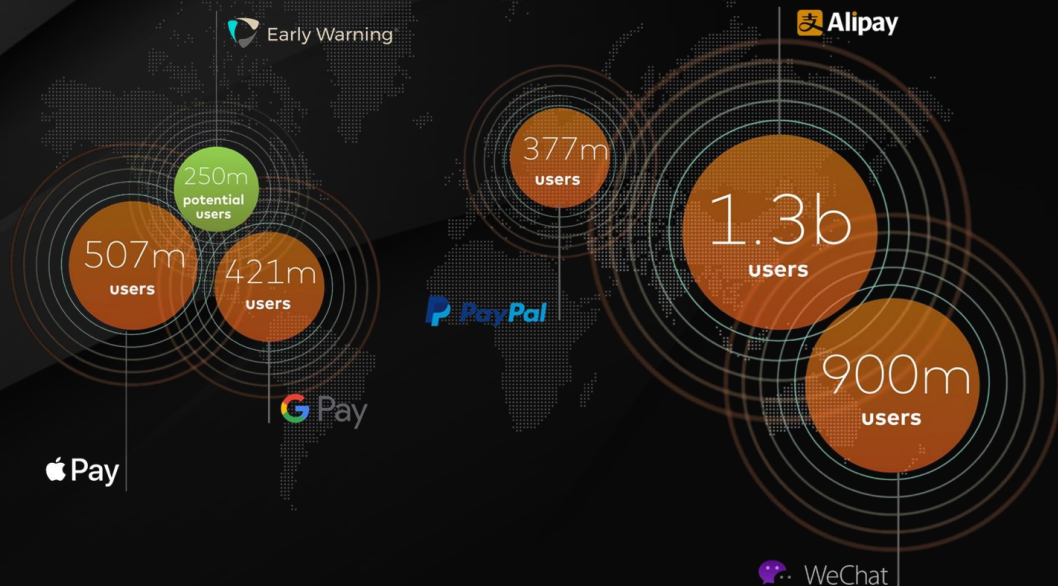 Early Warning
支 Alipay
250m
potential
users
507m
users
421m
users
377m
users
1.3b
users
900m
users
PayPal
G Pay
Pay
WeChat